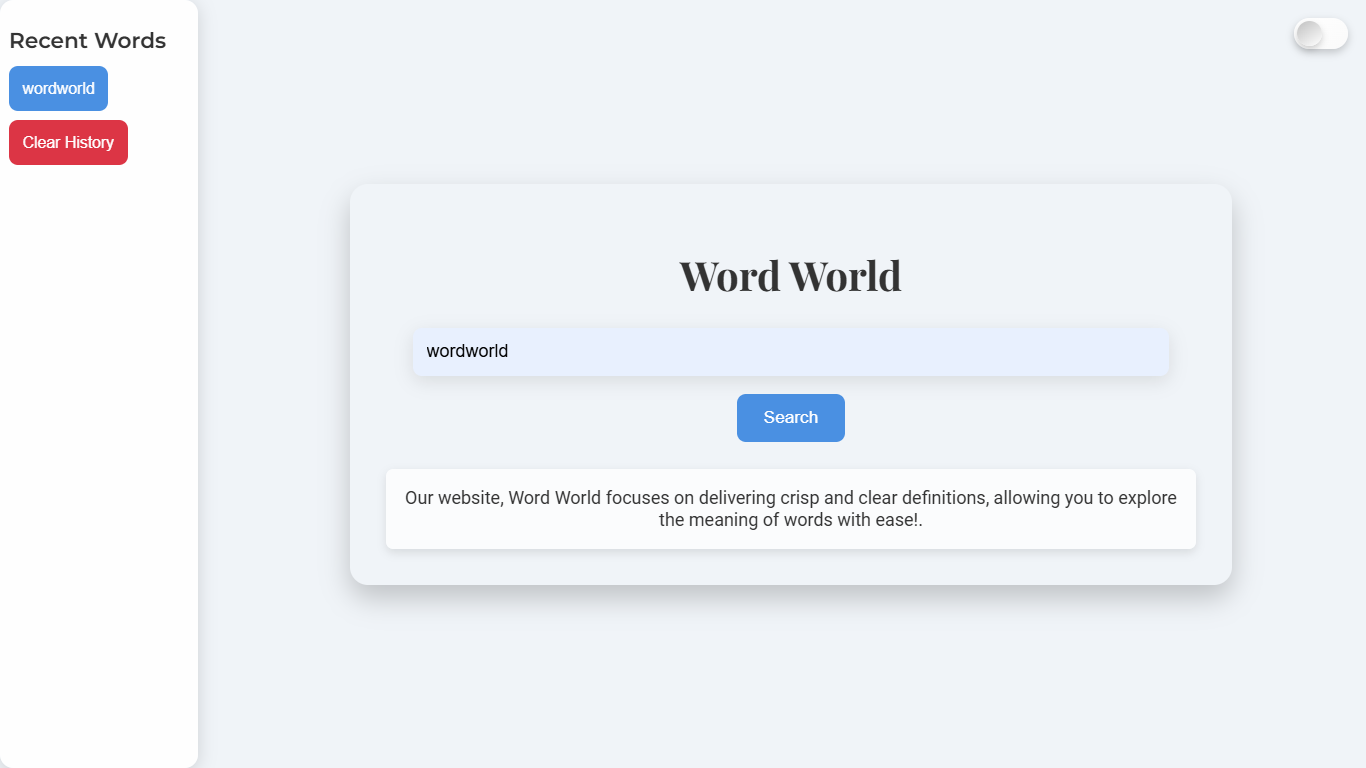 Recent Words
wordworld
Clear History
Word World
wordworld
Search
Our website, Word World focuses on delivering crisp and clear definitions, allowing you to explore
the meaning of words with ease!.